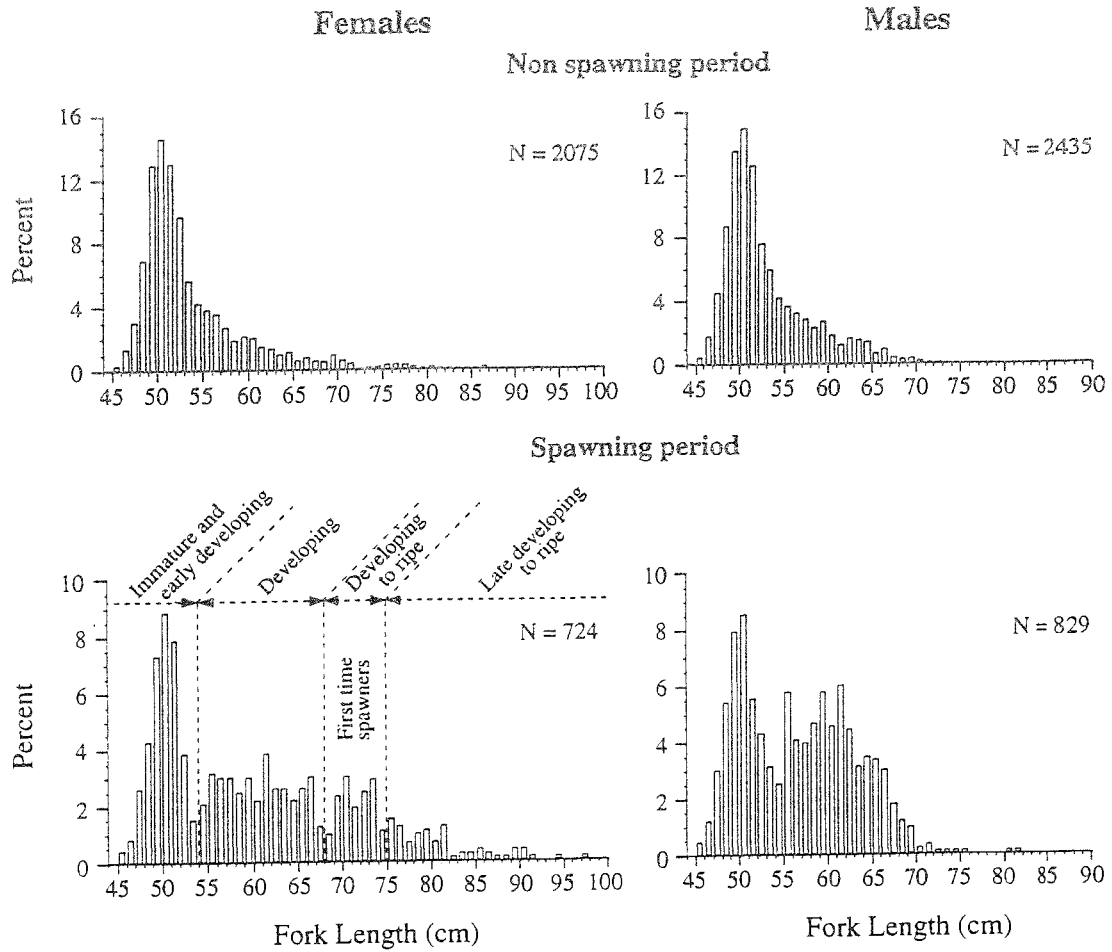 Females
Males
Non spawning period
16
12
8
4
0
Percent
N = 2075
45 50 55 60 65 70 75 80 85 90 95 100
16
12
8
4
0
N = 2435
45 50 55 60 65 70 75 80 85 90
Spawning period
Immature and
early developing
Developing
Developing
to ripe
Late developing
to ripe
10
8
6
4
2
0
Percent
N = 724
First time
spawners
45 50 55 60 65 70 75 80 85 90 95 100
Fork Length (cm)
10
8
6
4
2
0
N = 829
45 50 55 60 65 70 75 80 85 90
Fork Length (cm)